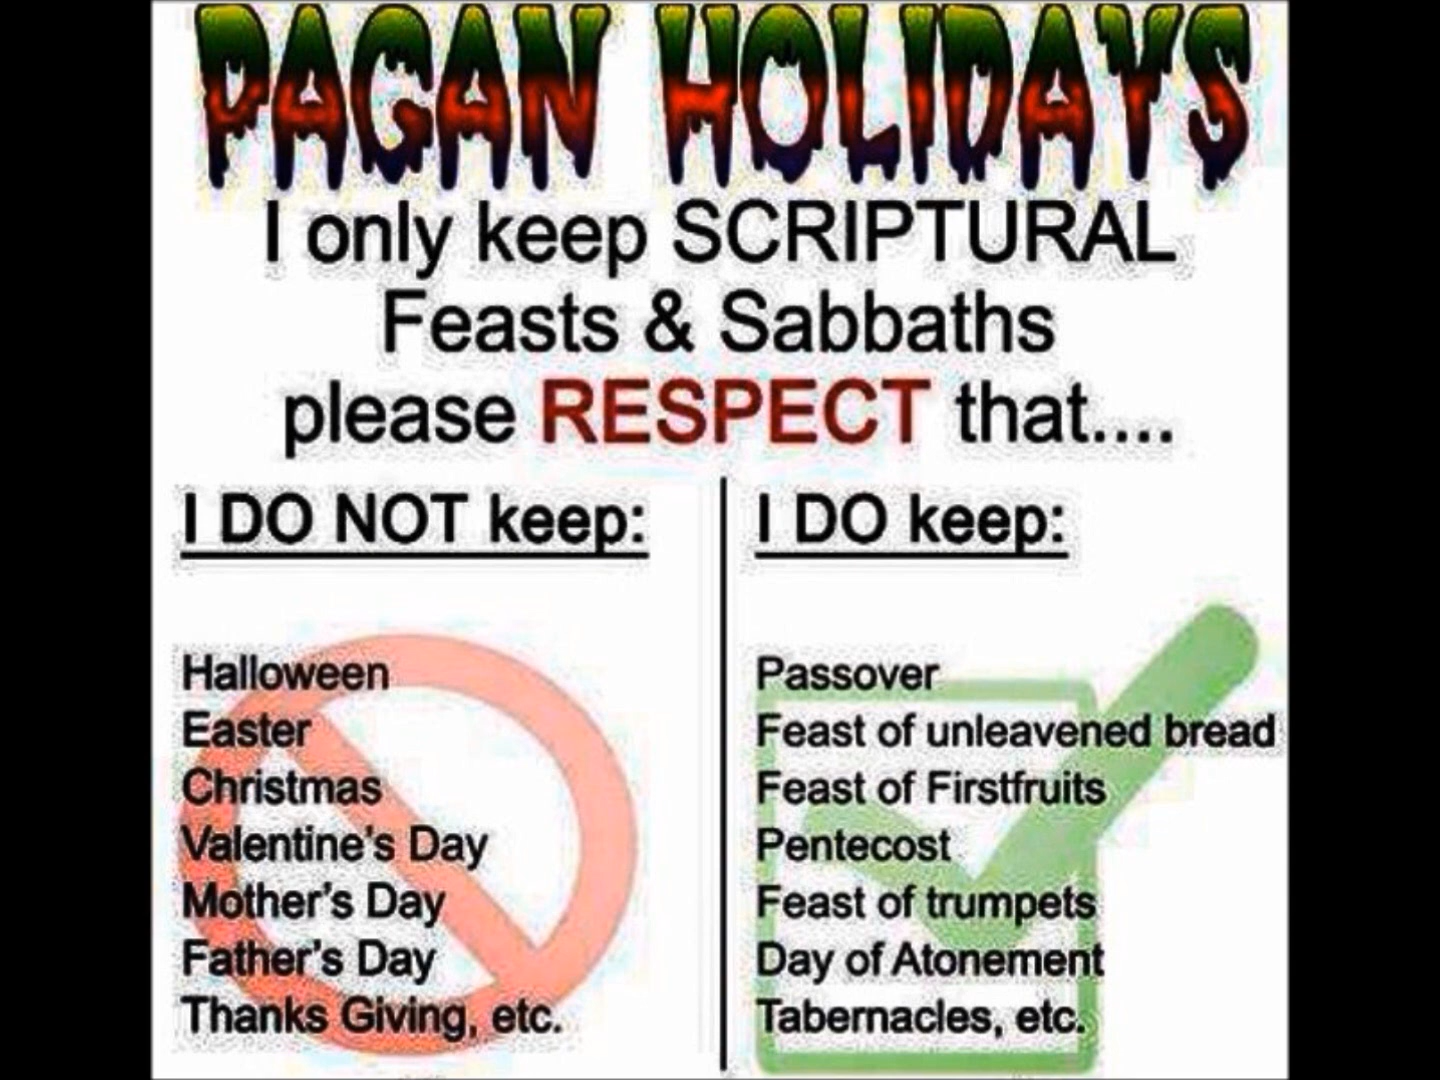 PAGAN HOLIDAYS
I only keep SCRIPTURAL
Feasts & Sabbaths
please RESPECT that....
I DO NOT keep:
Halloween
Easter
Christmas
Valentine's Day
Mother's Day
Father's Day
Thanks Giving, etc.
I DO keep:
Passover
Feast of unleavened bread
Feast of Firstfruits
Pentecost
Feast of trumpets
Day of Atonement
Tabernacles, etc.